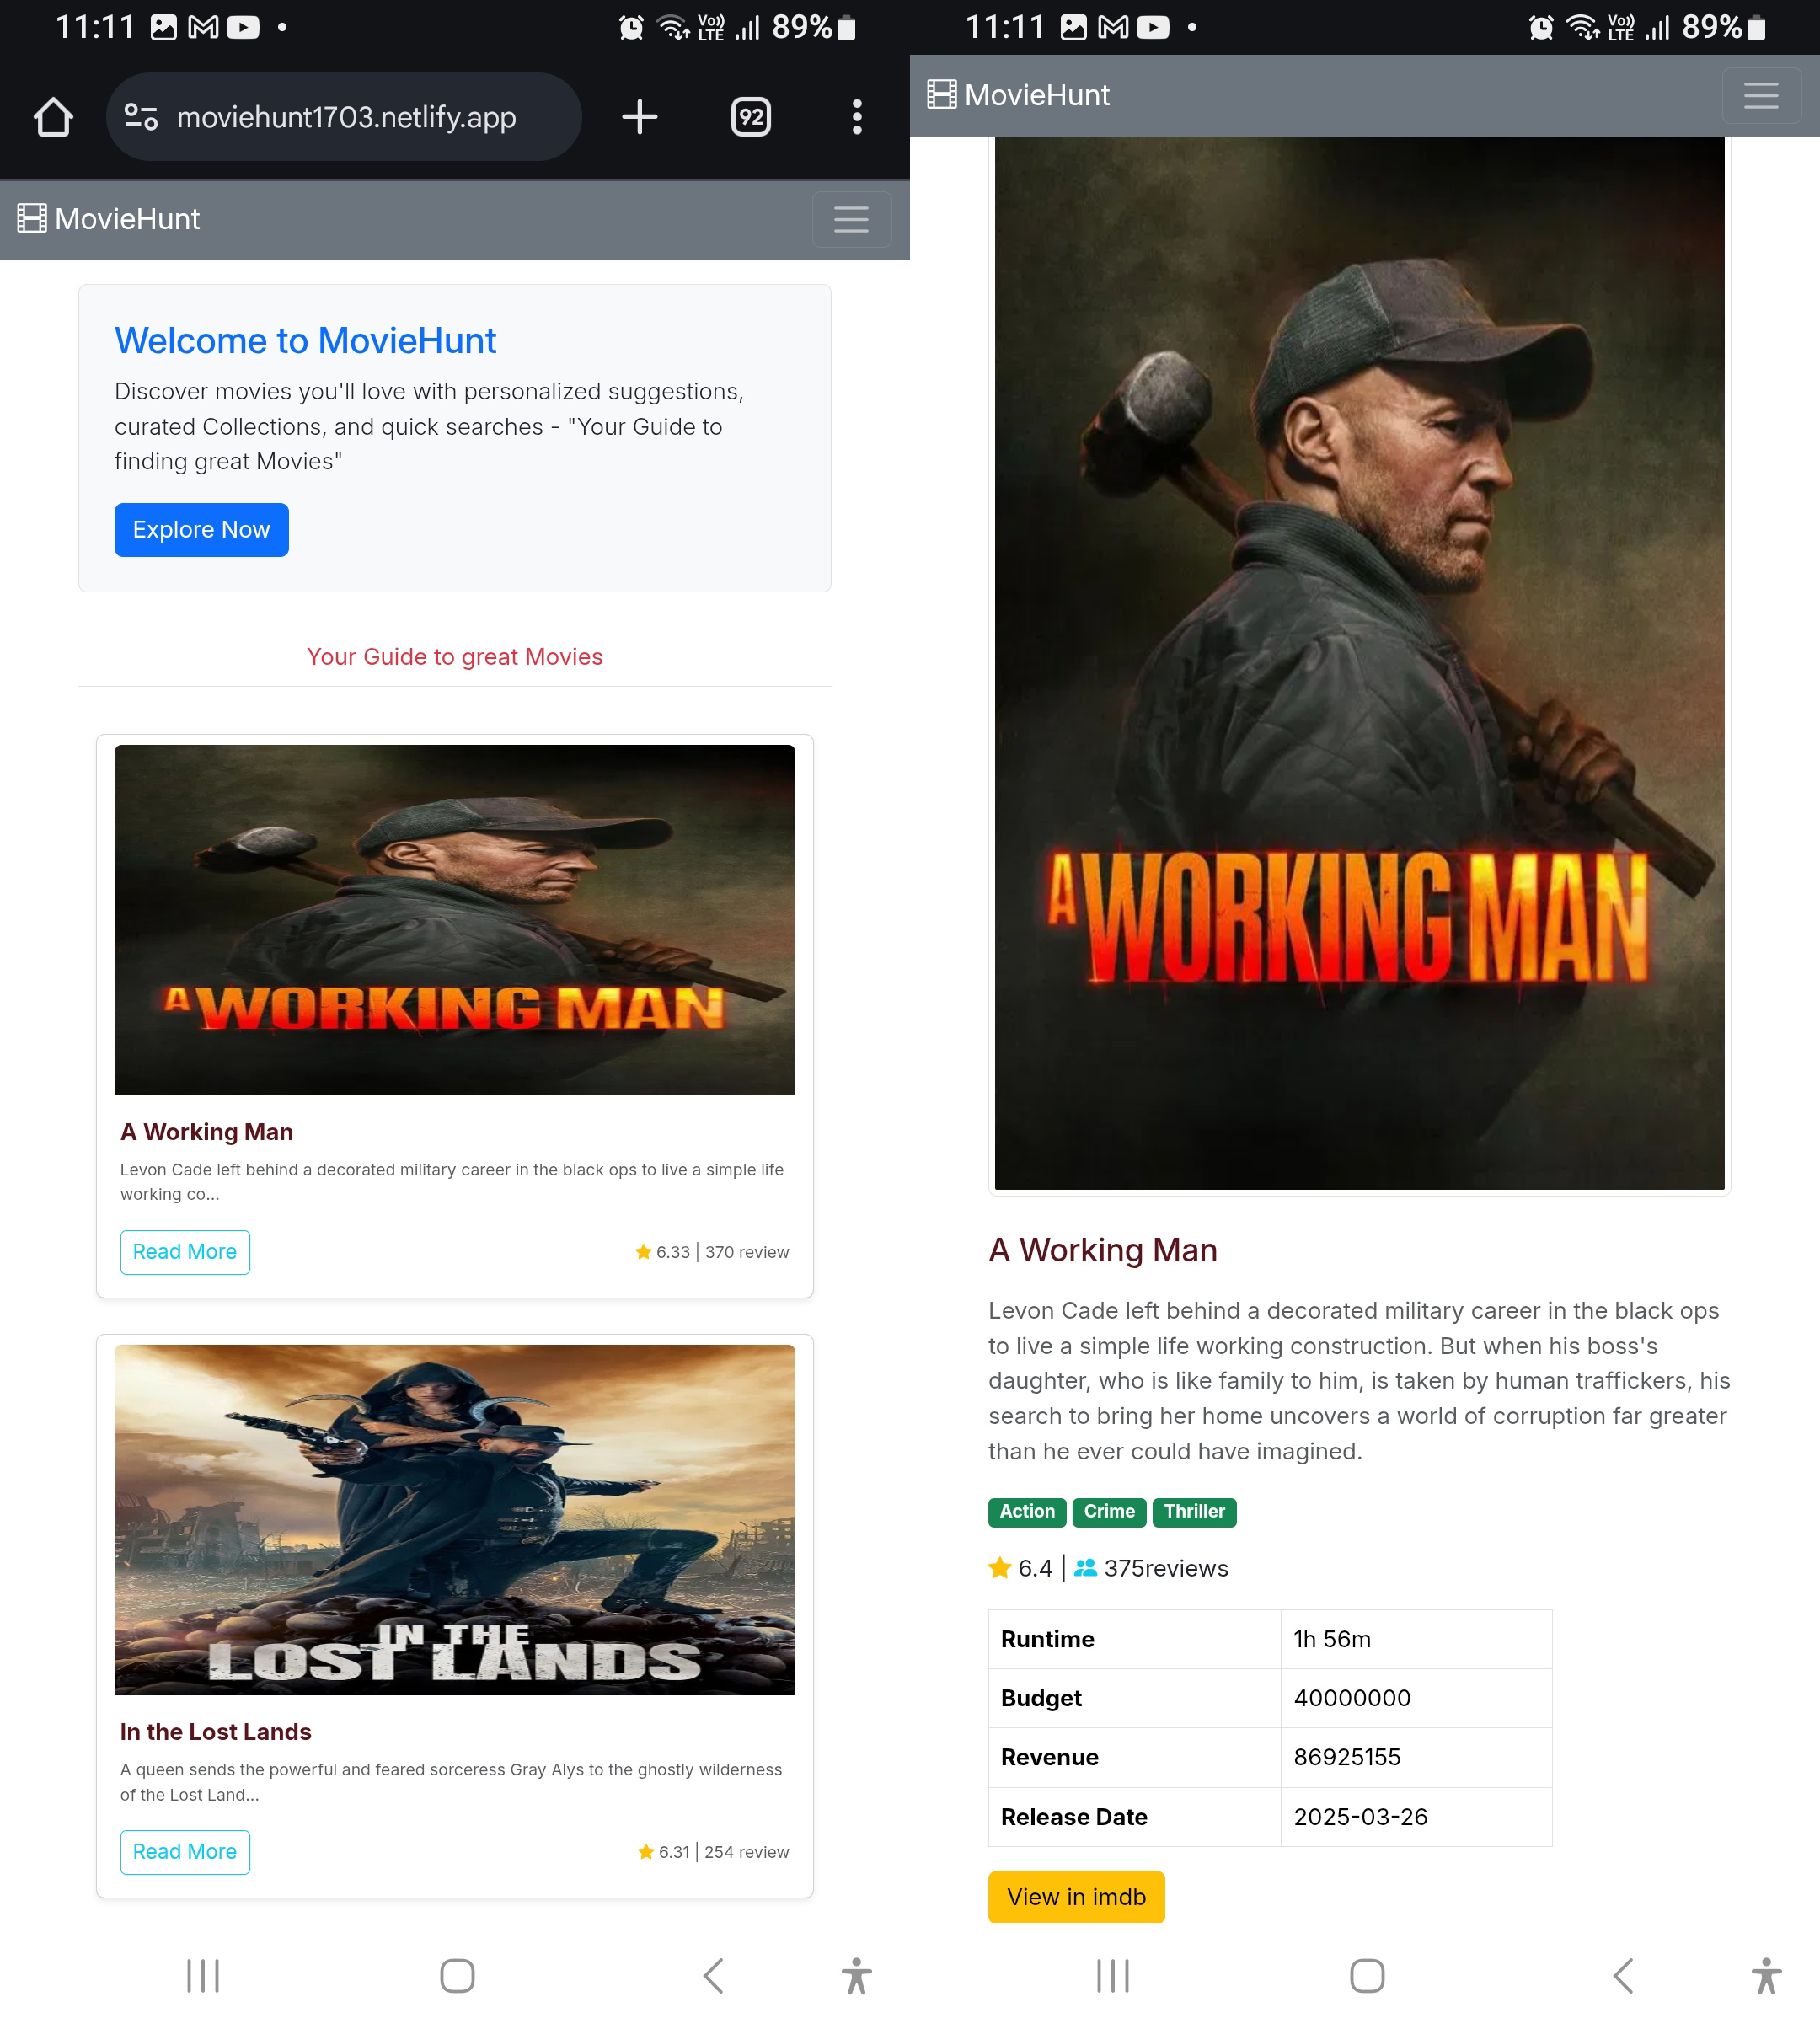 11:11
Vo))
LTE
89%
moviehunt1703.netlify.app
92
MovieHunt
Welcome to MovieHunt
Discover movies you'll love with personalized suggestions,
curated Collections, and quick searches - "Your Guide to
finding great Movies"
Explore Now
Your Guide to great Movies
A WORKING MAN
A Working Man
Levon Cade left behind a decorated military career in the black ops to live a simple life
working co...
Read More
6.33 | 370 review
IN THE
LOST LANDS
In the Lost Lands
A queen sends the powerful and feared sorceress Gray Alys to the ghostly wilderness
of the Lost Land...
Read More
6.31 | 254 review
11:11
Vo))
LTE
89%
MovieHunt
A WORKING MAN
A Working Man
Levon Cade left behind a decorated military career in the black ops
to live a simple life working construction. But when his boss's
daughter, who is like family to him, is taken by human traffickers, his
search to bring her home uncovers a world of corruption far greater
than he ever could have imagined.
Action Crime Thriller
6.4 | 375reviews
Runtime 1h 56m
Budget 40000000
Revenue 86925155
Release Date 2025-03-26
View in imdb